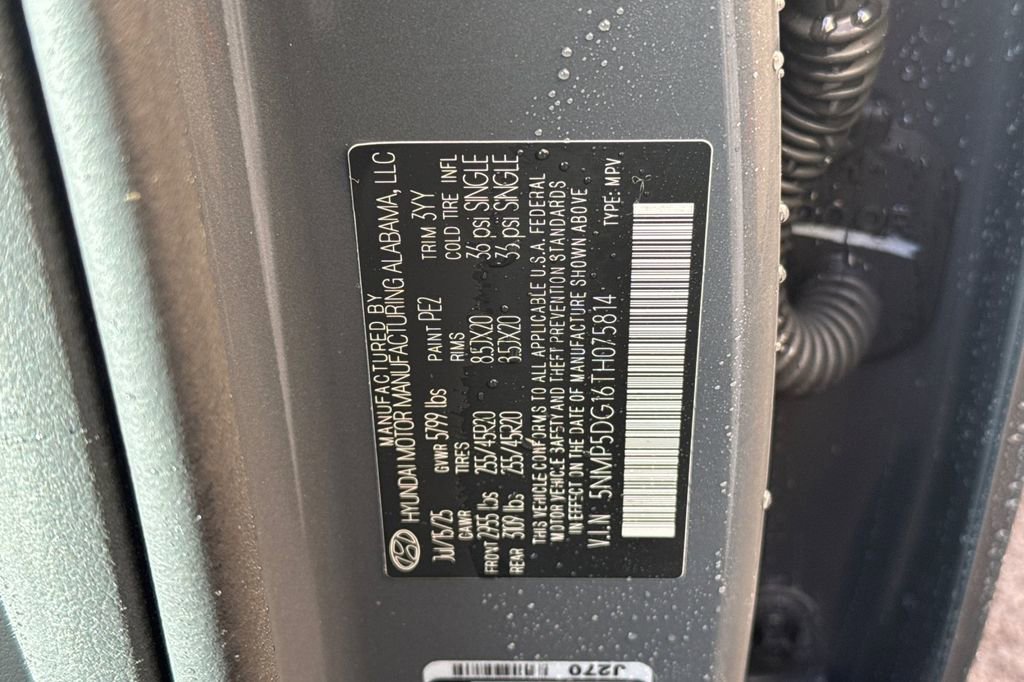 MANUFACTURED BY
HYUNDAI MOTOR MANUFACTURING ALABAMA, LLC
Jul/15/25 GVWR 5799 lbs PAINT PE2 TRIM 3YY
GAWR TIRES RIMS COLD TIRE INFL
FRONT 2955 lbs 255/45R20 8.5JX20 36 psi SINGLE
REAR 3109 lbs 255/45R20 8.5JX20 36 psi SINGLE
THIS VEHICLE CONFORMS TO ALL APPLICABLE U.S.A. FEDERAL
MOTOR VEHICLE SAFETY AND THEFT PREVENTION STANDARDS
IN EFFECT ON THE DATE OF MANUFACTURE SHOWN ABOVE
V.I.N: 5NMP5DG16TH075814 TYPE: MPV
J270